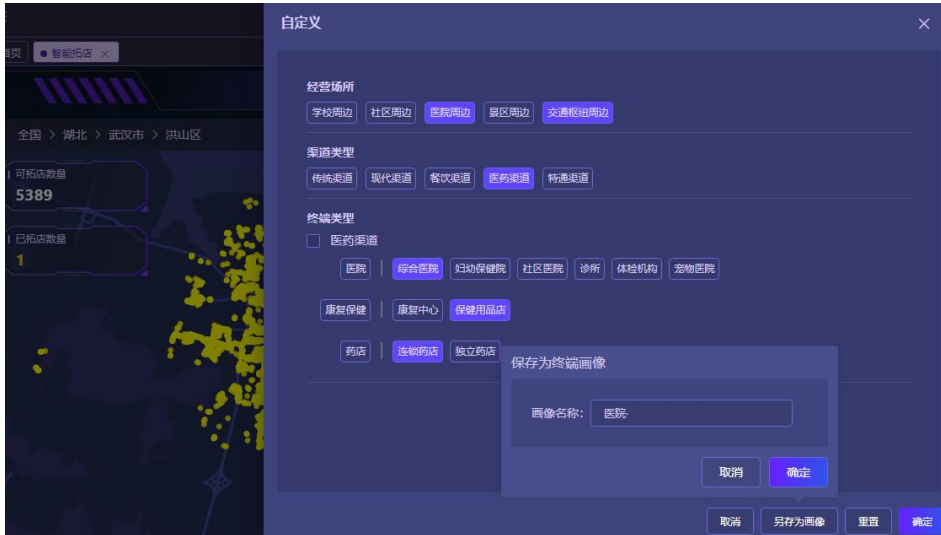 自定义
首页 智能拓店 ×
全国 > 湖北 > 武汉市 > 洪山区
可拓店数量
5389
已拓店数量
1
经营场所
学校周边 社区周边 医院周边 景区周边 交通枢纽周边
渠道类型
传统渠道 现代渠道 餐饮渠道 医药渠道 特通渠道
终端类型
医药渠道
医院 | 综合医院 妇幼保健院 社区医院 诊所 体检机构 宠物医院
康复保健 | 康复中心 保健用品店
药店 | 连锁药店 独立药店
保存为终端画像
画像名称: 医院·
取消 确定
取消 另存为画像 重置 确定